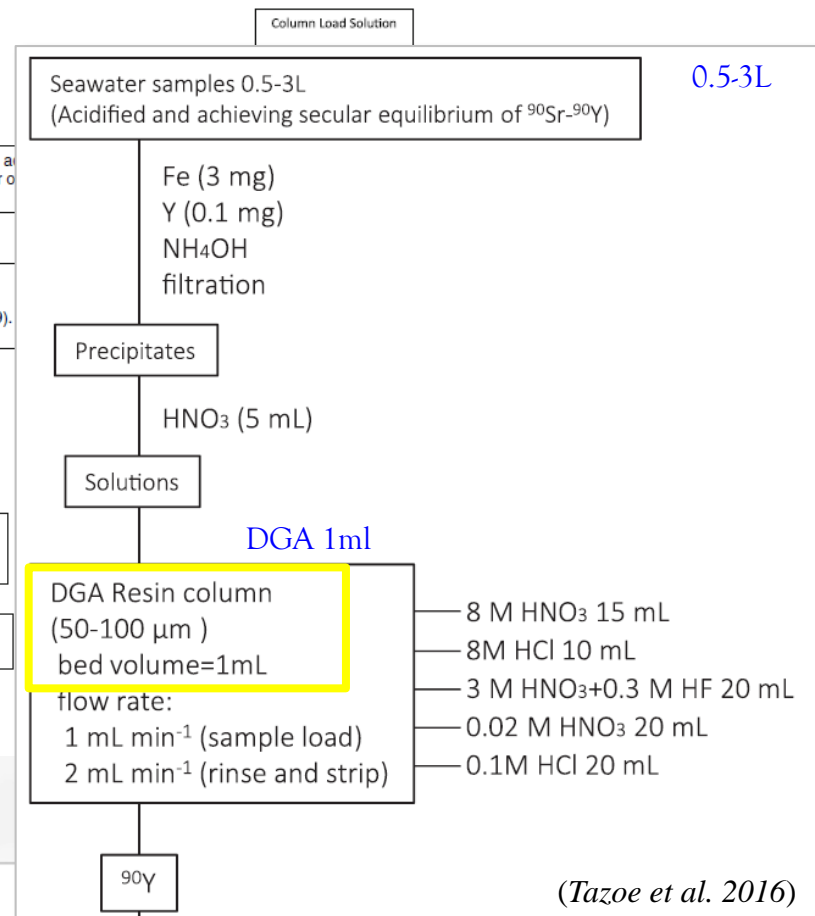 Column Load Solution
Seawater samples 0.5-3L
0.5-3L
(Acidified and achieving secular equilibrium of ⁹⁰Sr-⁹⁰Y)
Fe (3 mg)
Y (0.1 mg)
NH₄OH
filtration
Precipitates
HNO₃ (5 mL)
Solutions
DGA 1ml
DGA Resin column
(50-100 μm )
bed volume=1mL
flow rate:
1 mL min⁻¹ (sample load)
2 mL min⁻¹ (rinse and strip)
8 M HNO₃ 15 mL
8M HCl 10 mL
3 M HNO₃+0.3 M HF 20 mL
0.02 M HNO₃ 20 mL
0.1M HCl 20 mL
⁹⁰Y
(Tazoe et al. 2016)